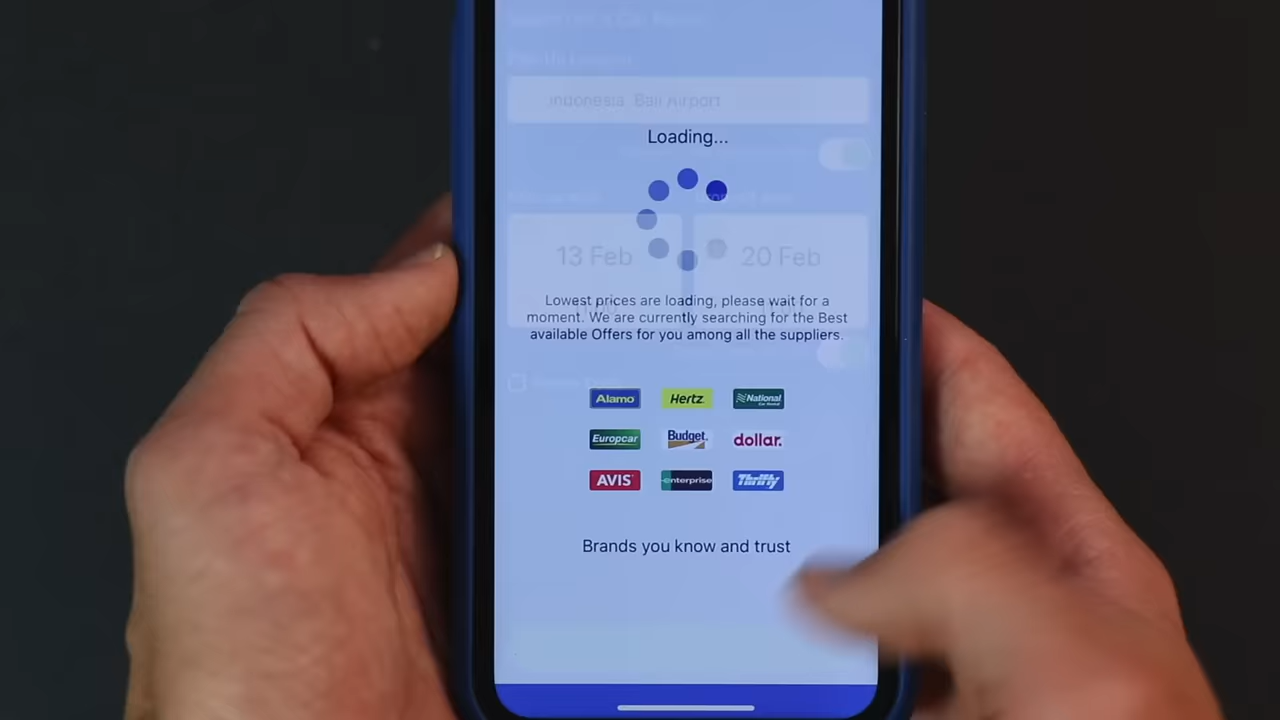 Indonesia Bali Airport
Loading...
13 Feb
20 Feb
Lowest prices are loading, please wait for a
moment. We are currently searching for the Best
available Offers for you among all the suppliers.
Alamo
Hertz
National
Car Rental
Europcar
Budget.
dollar.
AVIS
enterprise
Thrifty
Brands you know and trust